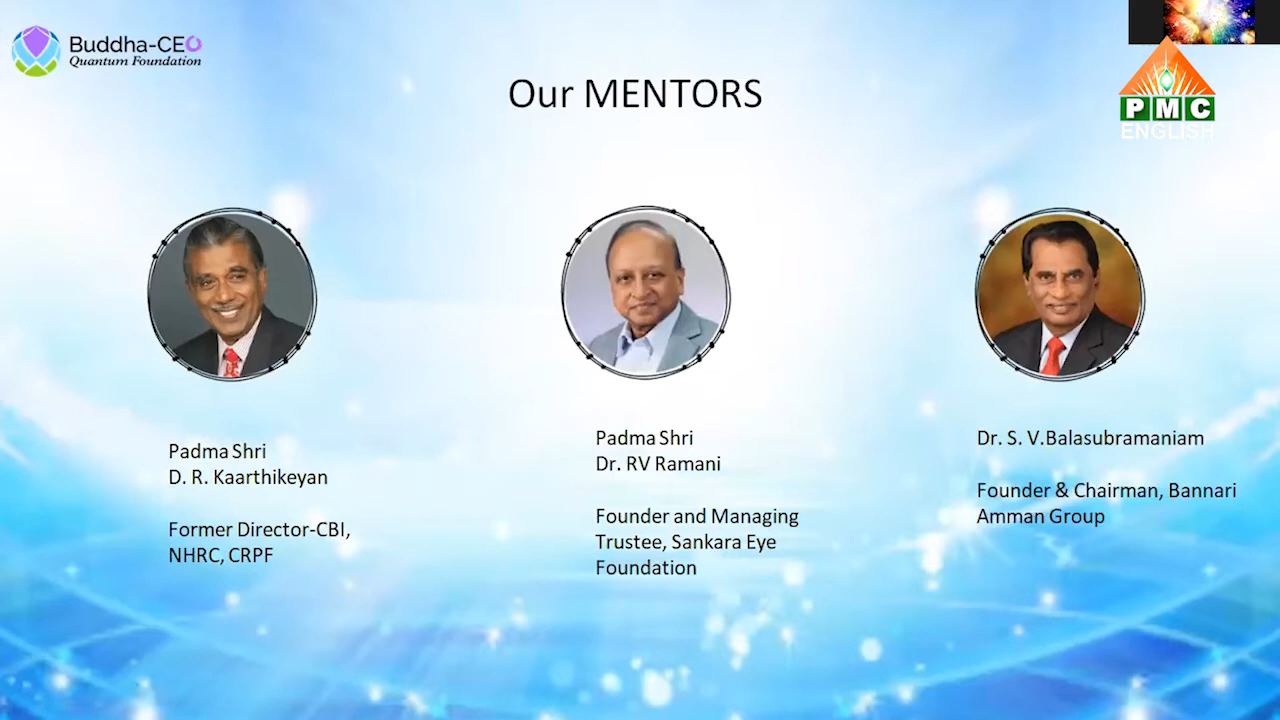 Buddha-CEO
Quantum Foundation
Our MENTORS
PMC
ENGLISH
Padma Shri
D. R. Kaarthikeyan
Former Director-CBI,
NHRC, CRPF
Padma Shri
Dr. RV Ramani
Founder and Managing
Trustee, Sankara Eye
Foundation
Dr. S. V.Balasubramaniam
Founder & Chairman, Bannari
Amman Group